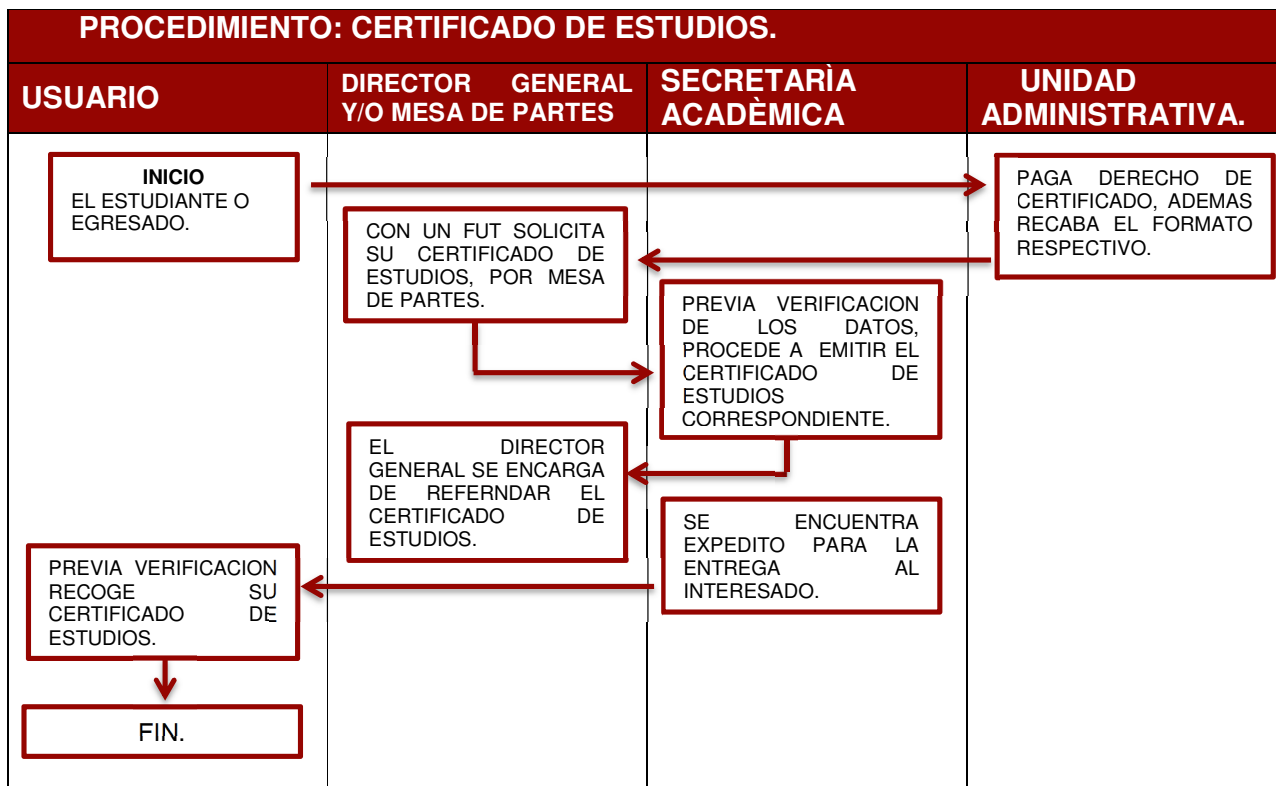 PROCEDIMIENTO: CERTIFICADO DE ESTUDIOS.
USUARIO
DIRECTOR GENERAL
Y/O MESA DE PARTES
SECRETARÌA
ACADÈMICA
UNIDAD
ADMINISTRATIVA.
INICIO
EL ESTUDIANTE O
EGRESADO.
PAGA DERECHO DE
CERTIFICADO, ADEMAS
RECABA EL FORMATO
RESPECTIVO.
CON UN FUT SOLICITA
SU CERTIFICADO DE
ESTUDIOS, POR MESA
DE PARTES.
PREVIA VERIFICACION
DE LOS DATOS,
PROCEDE A EMITIR EL
CERTIFICADO DE
ESTUDIOS
CORRESPONDIENTE.
EL DIRECTOR
GENERAL SE ENCARGA
DE REFERNDAR EL
CERTIFICADO DE
ESTUDIOS.
SE ENCUENTRA
EXPEDITO PARA LA
ENTREGA AL
INTERESADO.
PREVIA VERIFICACION
RECOGE SU
CERTIFICADO DE
ESTUDIOS.
FIN.